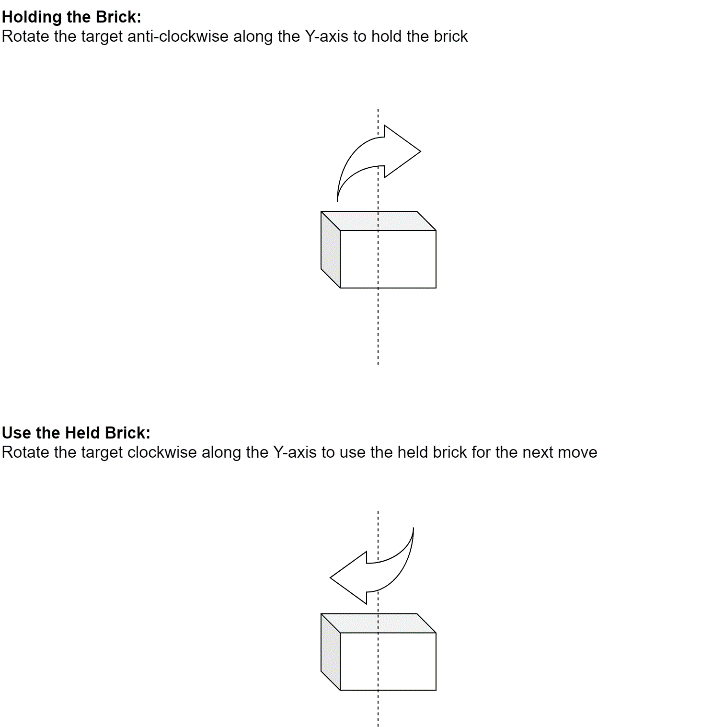 Holding the Brick:
Rotate the target anti-clockwise along the Y-axis to hold the brick
Use the Held Brick:
Rotate the target clockwise along the Y-axis to use the held brick for the next move